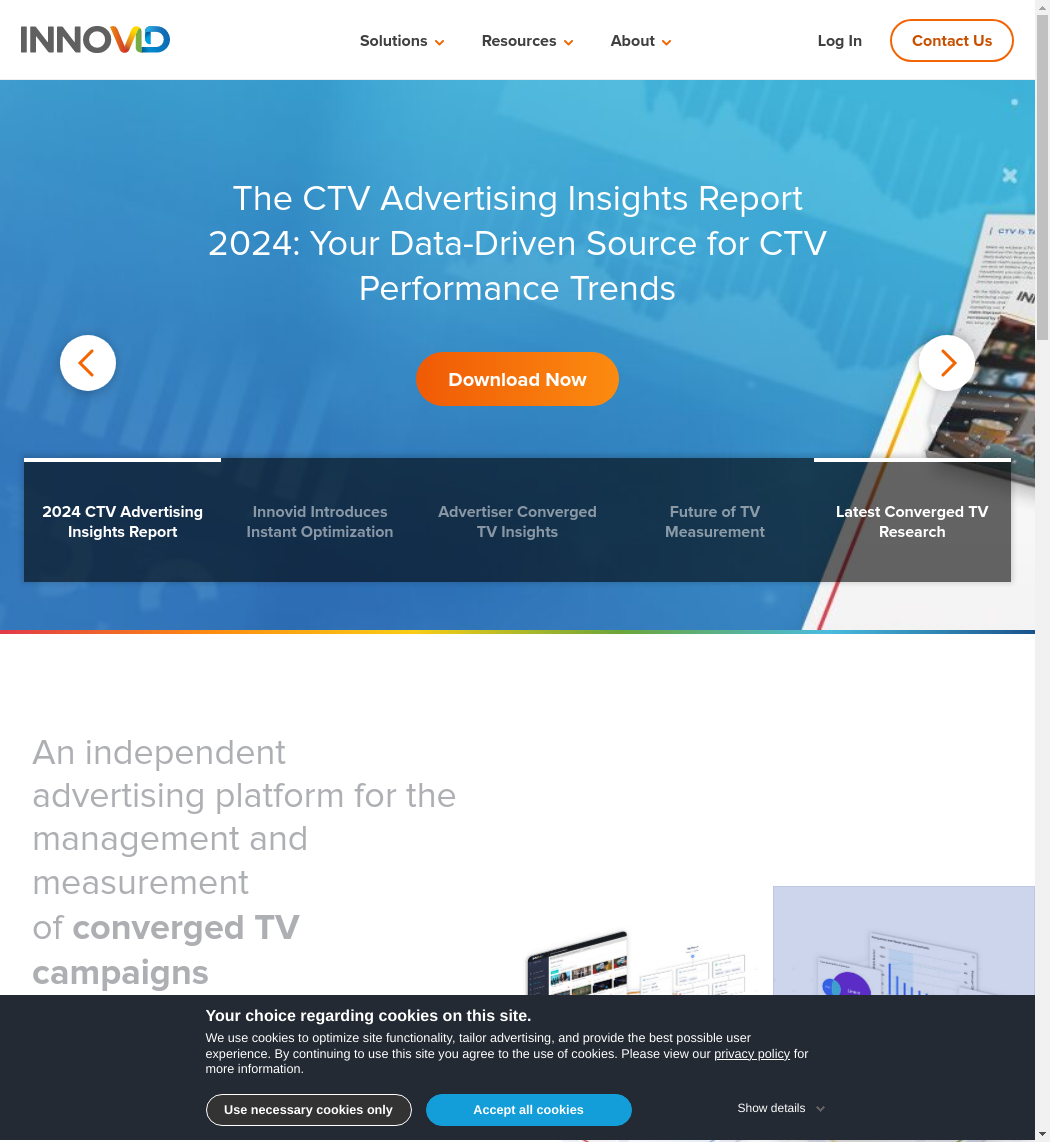 INNOVID
Solutions
Resources
About
Log In
Contact Us
The CTV Advertising Insights Report
2024: Your Data-Driven Source for CTV
Performance Trends
Download Now
2024 CTV Advertising
Insights Report
Innovid Introduces
Instant Optimization
Advertiser Converged
TV Insights
Future of TV
Measurement
Latest Converged TV
Research
An independent
advertising platform for the
management and
measurement
of converged TV
campaigns
Your choice regarding cookies on this site.
We use cookies to optimize site functionality, tailor advertising, and provide the best possible user
experience. By continuing to use this site you agree to the use of cookies. Please view our privacy policy for
more information.
Use necessary cookies only
Accept all cookies
Show details